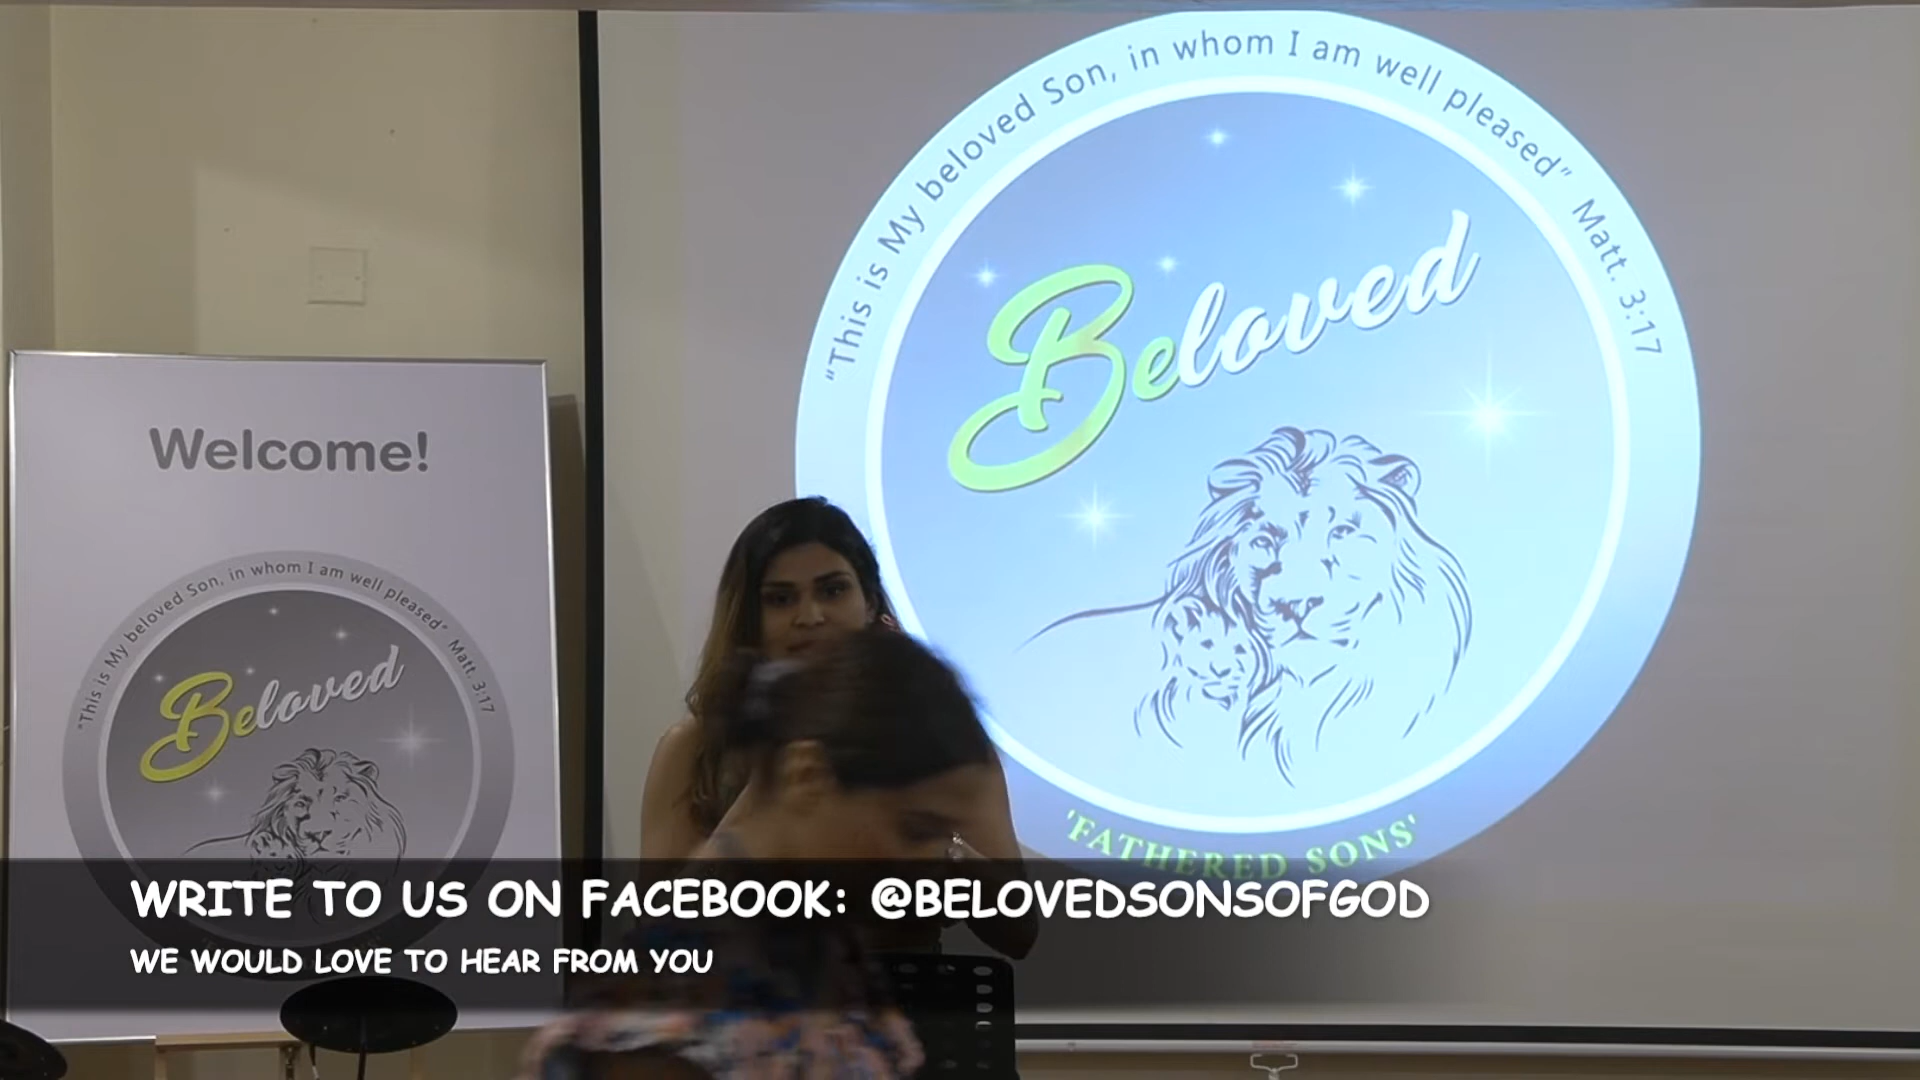 "This is My beloved Son, in whom I am well pleased" Matt. 3:17
Beloved
'FATHERED SONS'
Welcome!
"This is My beloved Son, in whom I am well pleased" Matt. 3:17
Beloved
WRITE TO US ON FACEBOOK: @BELOVEDSONSOFGOD
WE WOULD LOVE TO HEAR FROM YOU